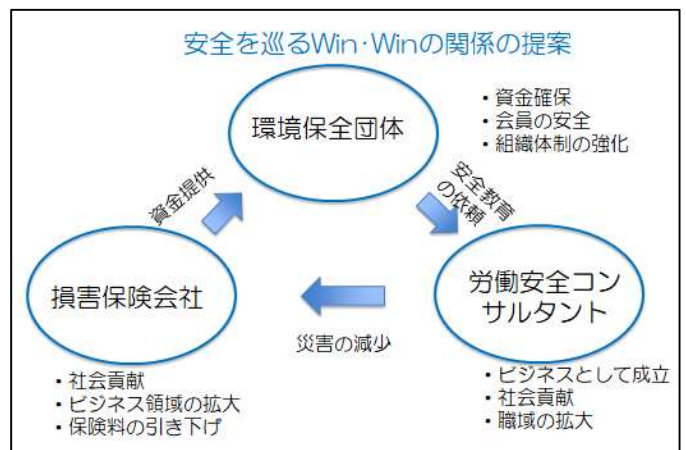 安全を巡るWin･Winの関係の提案
環境保全団体
・資金確保
・会員の安全
・組織体制の強化
資金提供
安全教育
の依頼
損害保険会社
労働安全コン
サルタント
災害の減少
・社会貢献
・ビジネス領域の拡大
・保険料の引き下げ
・ビジネスとして成立
・社会貢献
・職域の拡大